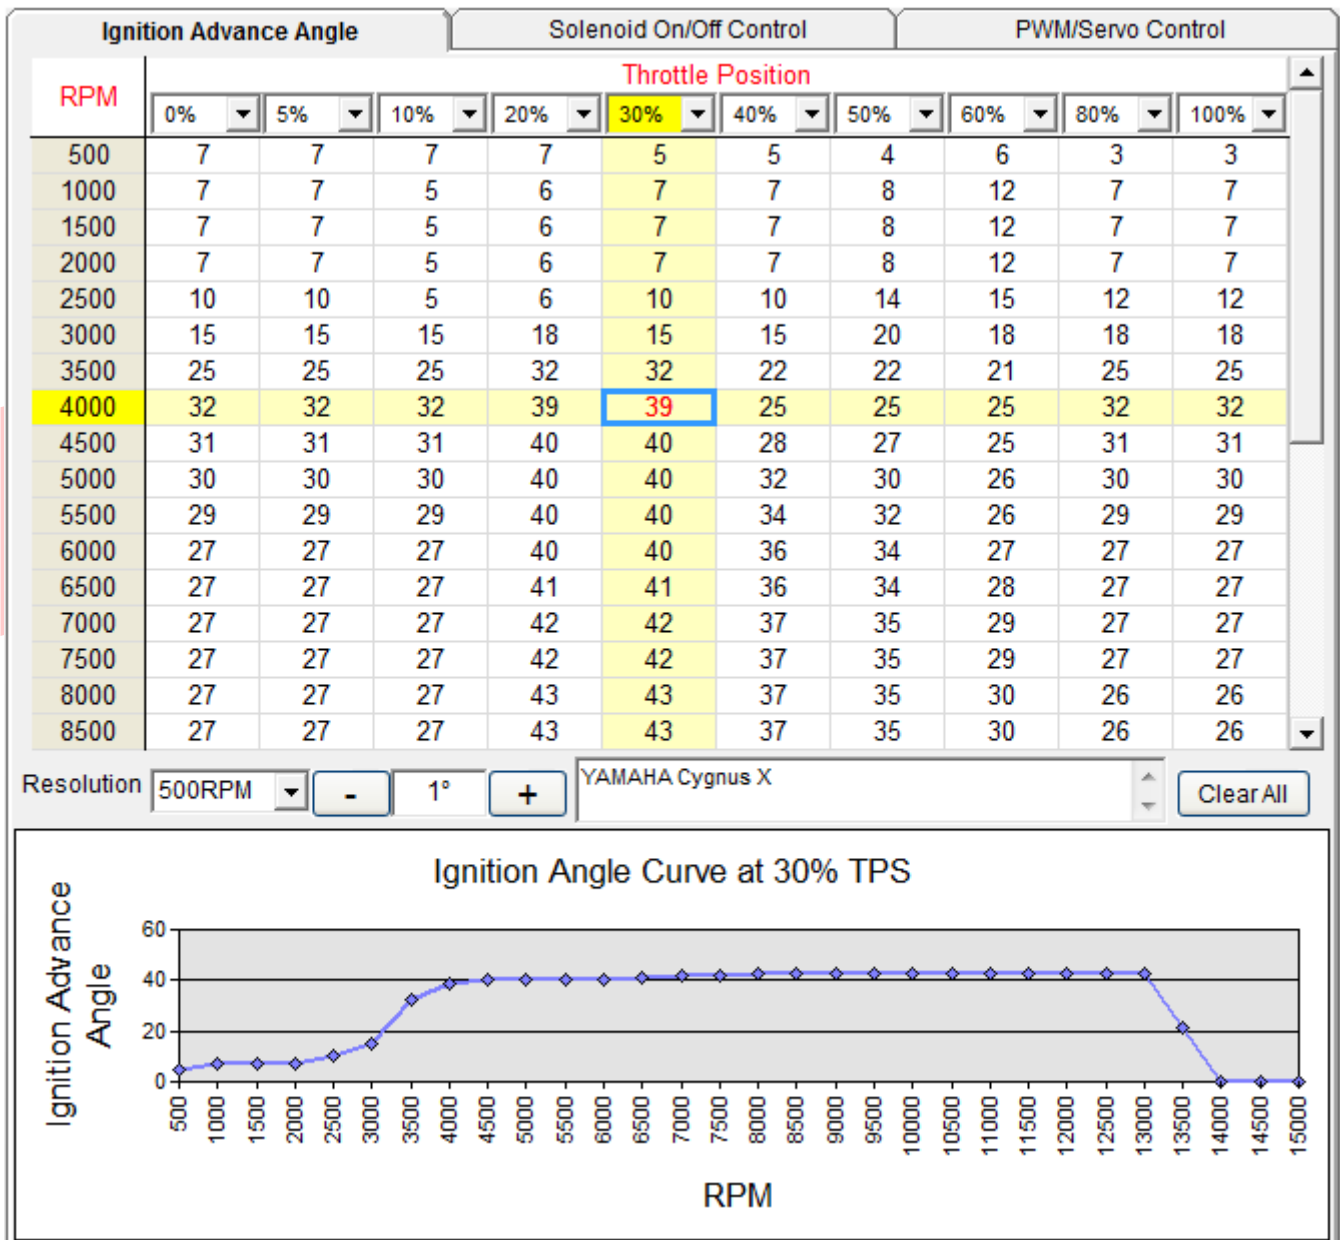 Ignition Advance Angle Solenoid On/Off Control PWM/Servo Control
RPM Throttle Position
0% 5% 10% 20% 30% 40% 50% 60% 80% 100%
500 7 7 7 7 5 5 4 6 3 3
1000 7 7 5 6 7 7 8 12 7 7
1500 7 7 5 6 7 7 8 12 7 7
2000 7 7 5 6 7 7 8 12 7 7
2500 10 10 5 6 10 10 14 15 12 12
3000 15 15 15 18 15 15 20 18 18 18
3500 25 25 25 32 32 22 22 21 25 25
4000 32 32 32 39 39 25 25 25 32 32
4500 31 31 31 40 40 28 27 25 31 31
5000 30 30 30 40 40 32 30 26 30 30
5500 29 29 29 40 40 34 32 26 29 29
6000 27 27 27 40 40 36 34 27 27 27
6500 27 27 27 41 41 36 34 28 27 27
7000 27 27 27 42 42 37 35 29 27 27
7500 27 27 27 42 42 37 35 29 27 27
8000 27 27 27 43 43 37 35 30 26 26
8500 27 27 27 43 43 37 35 30 26 26
Resolution 500RPM - 1° + YAMAHA Cygnus X Clear All
Ignition Angle Curve at 30% TPS
Ignition Advance
Angle
60
40
20
0
500 1000 1500 2000 2500 3000 3500 4000 4500 5000 5500 6000 6500 7000 7500 8000 8500 9000 9500 10000 10500 11000 11500 12000 12500 13000 13500 14000 14500 15000
RPM